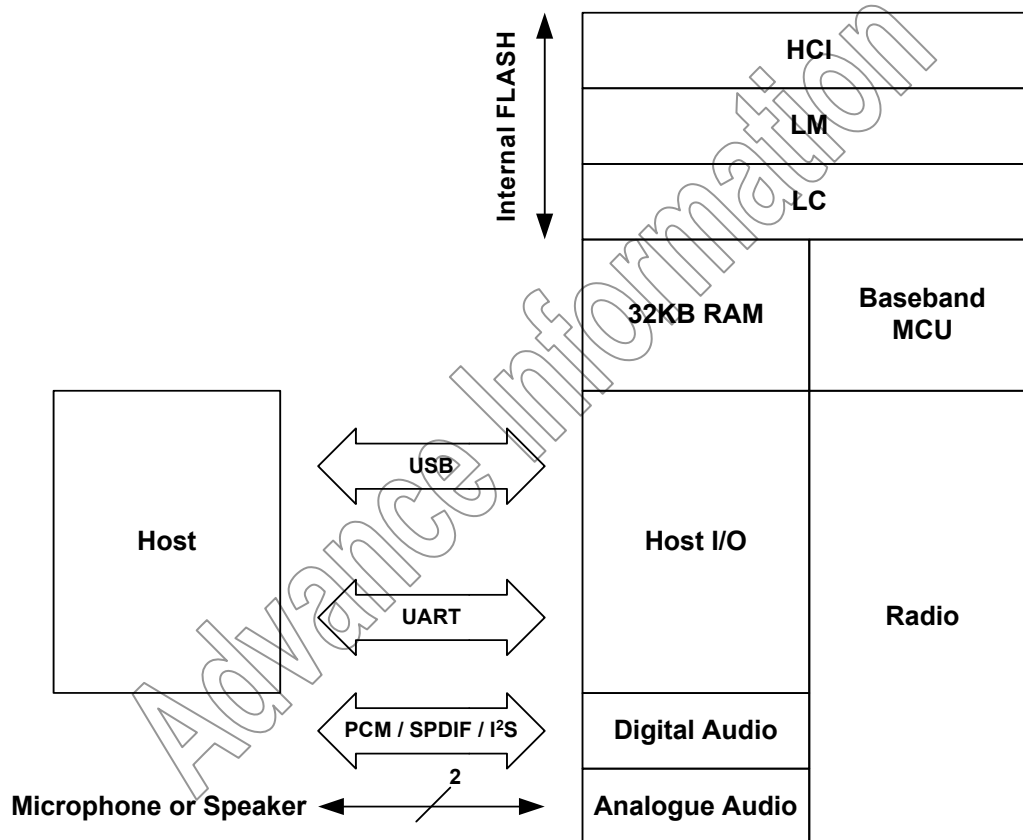 Internal FLASH
HCI
LM
LC
32KB RAM
Baseband
MCU
Host
USB
UART
Host I/O
Radio
PCM / SPDIF / I²S
Digital Audio
Microphone or Speaker
2
Analogue Audio
Advance Information